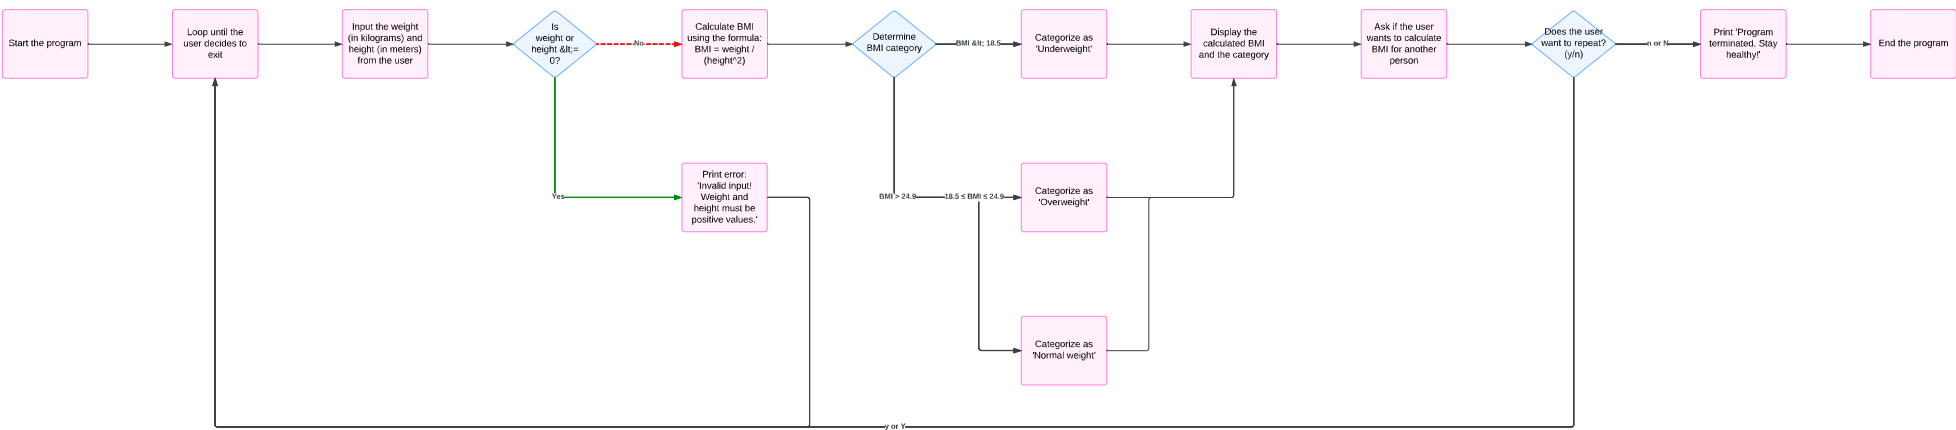 Start the program
Loop until the
user decides to
exit
Input the weight
(in kilograms) and
height (in meters)
from the user
Is
weight or
height &lt;=
0?
No
Calculate BMI
using the formula:
BMI = weight /
(height^2)
Determine
BMI category
BMI &lt; 18.5
Categorize as
'Underweight'
Display the
calculated BMI
and the category
Ask if the user
wants to calculate
BMI for another
person
Does the user
want to repeat?
(y/n)
n or N
Print 'Program
terminated. Stay
healthy!'
End the program
Yes
Print error:
'Invalid input!
Weight and
height must be
positive values.'
BMI > 24.9
18.5 ≤ BMI ≤ 24.9
Categorize as
'Overweight'
Categorize as
'Normal weight'
y or Y